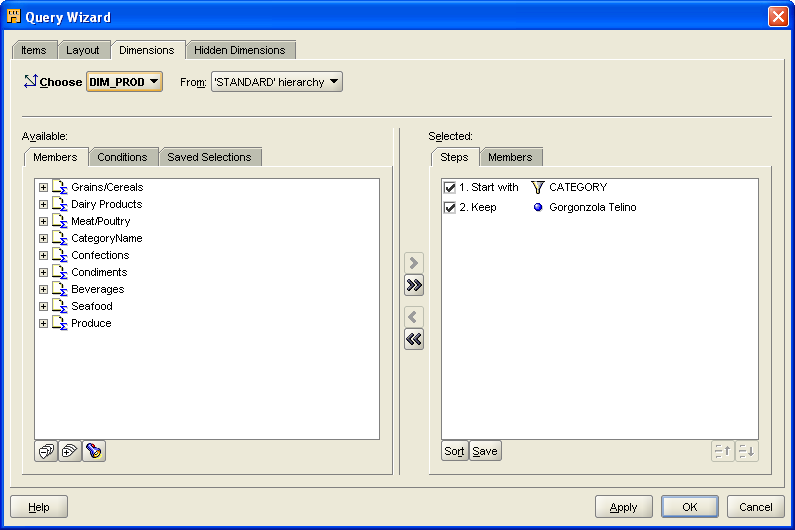 Query Wizard
Items Layout Dimensions Hidden Dimensions
Choose DIM_PROD From: 'STANDARD' hierarchy
Available:
Members Conditions Saved Selections
Grains/Cereals
Dairy Products
Meat/Poultry
CategoryName
Confections
Condiments
Beverages
Seafood
Produce
Selected:
Steps Members
1. Start with CATEGORY
2. Keep Gorgonzola Telino
Sort Save
Help Apply OK Cancel